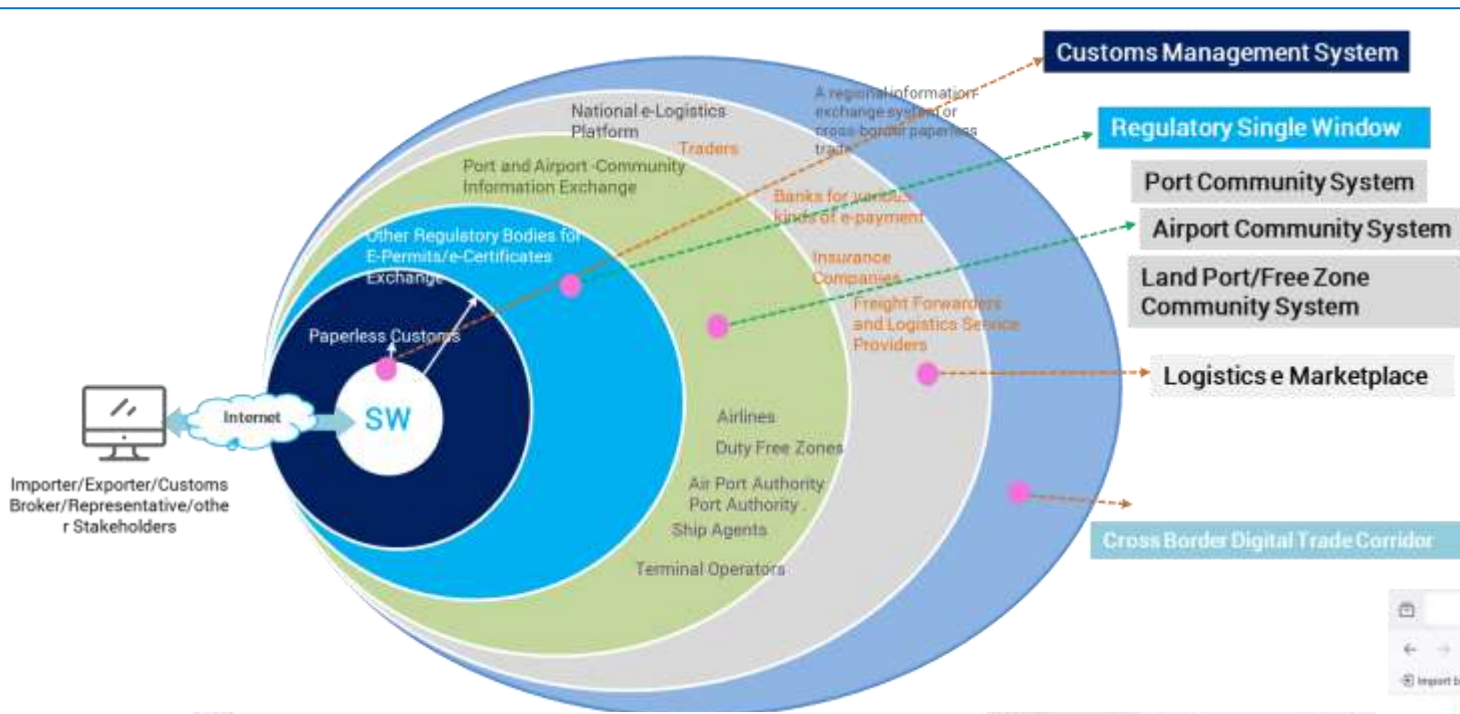 Customs Management System
A regional information
exchange system or
cross-border paperless
trade
National e-Logistics
Platform
Traders
Regulatory Single Window
Port and Airport -Community
Information Exchange
Port Community System
Banks for various
kinds of e-payment
Airport Community System
Other Regulatory Bodies for
E-Permits/e-Certificates
Exchange
Insurance
Companies
Land Port/Free Zone
Community System
Freight Forwarders
and Logistics Service
Providers
Paperless Customs
Logistics e Marketplace
Internet
SW
Airlines
Duty Free Zones
Importer/Exporter/Customs
Broker/Representative/othe
r Stakeholders
Air Port Authority
Port Authority .
Ship Agents
Cross Border Digital Trade Corridor
Terminal Operators
Import b